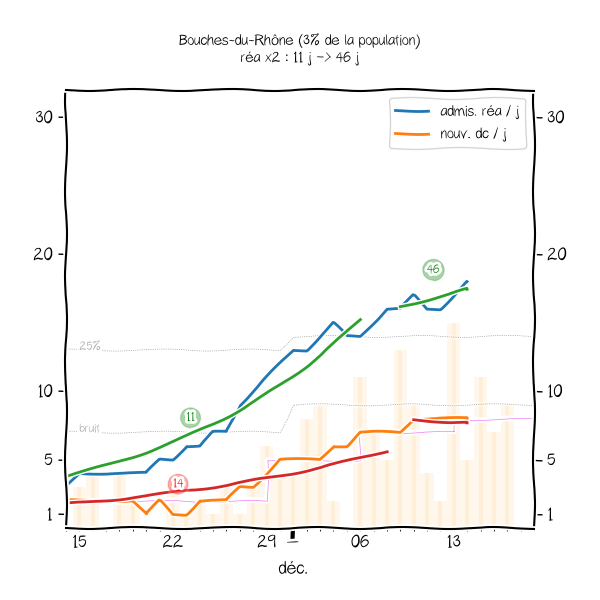 Bouches-du-Rhône (3% de la population)
réa x2 : 11 j -> 46 j
admis. réa / j
nouv. dc / j
30 30
20 20
10 10
5 5
1 1
25%
bruit
46
11
14
15 22 29 1 06 13
déc.